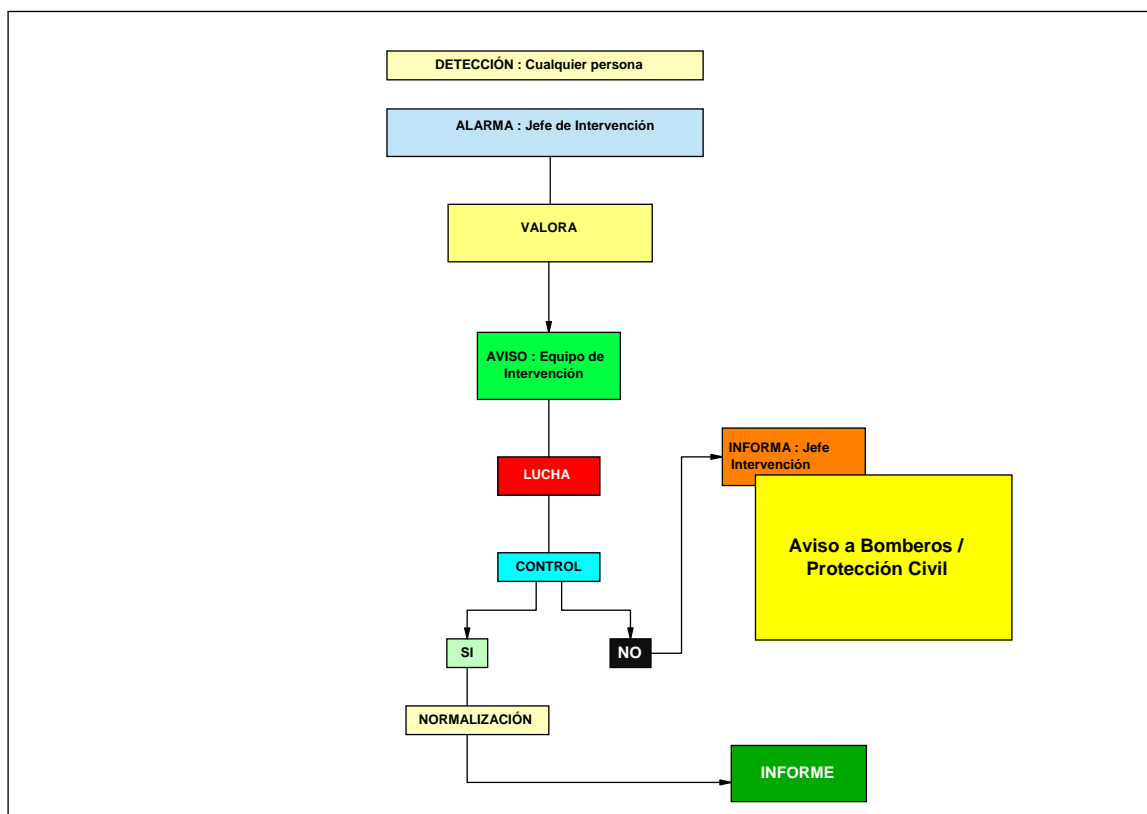 DETECCIÓN : Cualquier persona
ALARMA : Jefe de Intervención
VALORA
AVISO : Equipo de
Intervención
LUCHA
INFORMA : Jefe
Intervención
Aviso a Bomberos /
Protección Civil
CONTROL
SI
NO
NORMALIZACIÓN
INFORME